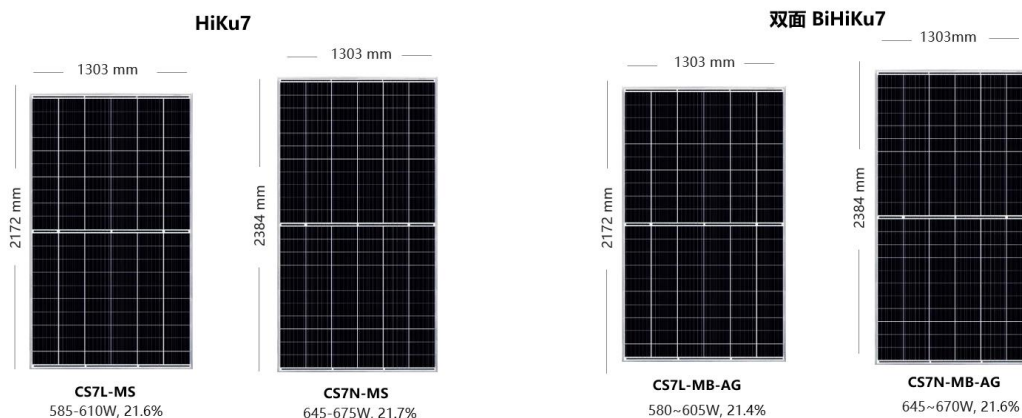 HiKu7
双面 BiHiKu7
1303 mm
1303 mm
1303 mm
1303mm
2172 mm
2384 mm
2172 mm
2384 mm
CS7L-MS
585-610W, 21.6%
CS7N-MS
645-675W, 21.7%
CS7L-MB-AG
580~605W, 21.4%
CS7N-MB-AG
645~670W, 21.6%